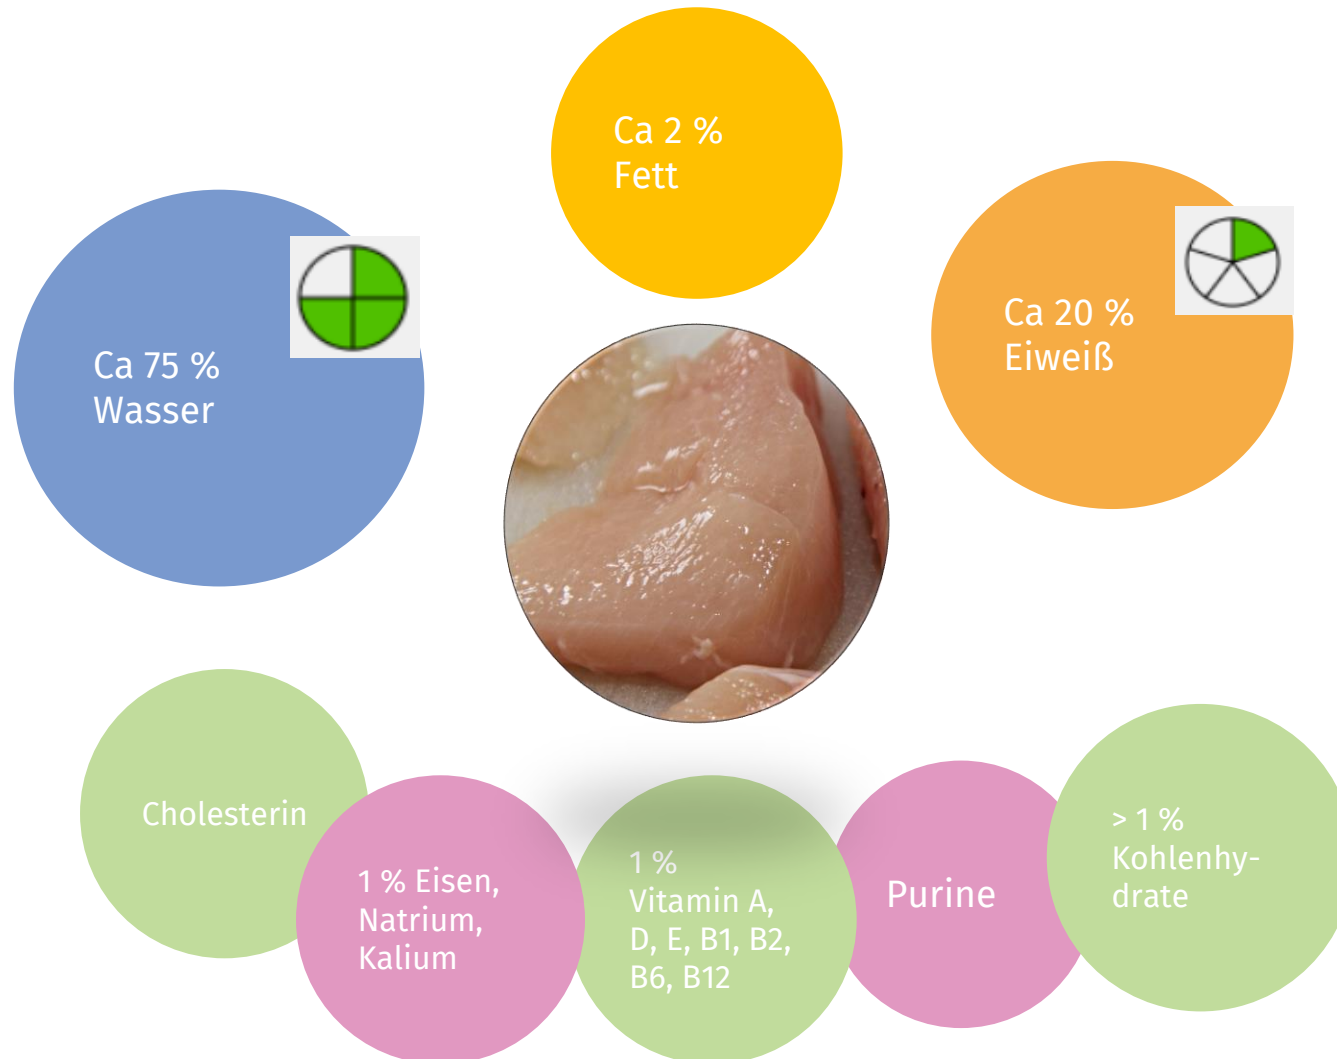 Ca 2 %
Fett
Ca 75 %
Wasser
Ca 20 %
Eiweiß
Cholesterin
1 % Eisen,
Natrium,
Kalium
1 %
Vitamin A,
D, E, B1, B2,
B6, B12
Purine
> 1 %
Kohlenhy-
drate